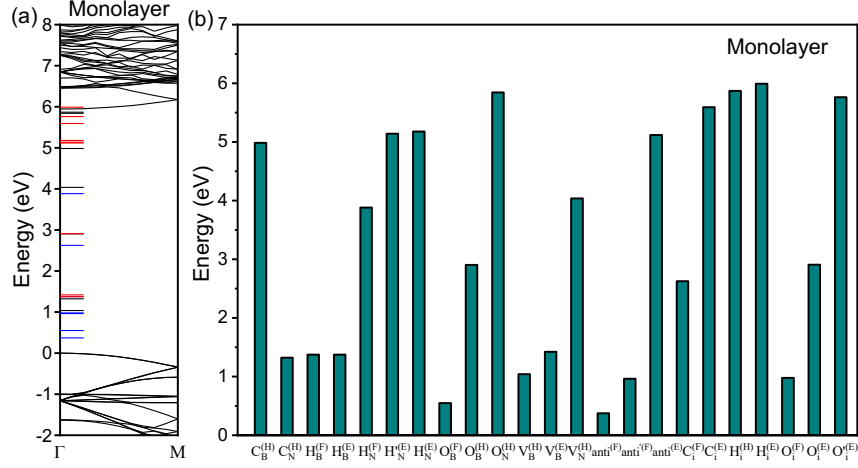 (a)
Monolayer
Energy (eV)
8
7
6
5
4
3
2
1
0
-1
-2
Γ
M
(b)
Monolayer
Energy (eV)
7
6
5
4
3
2
1
0
C_B^(H) C_N^(H) H_B^(F) H_B^(E) H_N^(F) H'_N^(E) H_N^(E) O_B^(F) O_B^(H) O_N^(H) V_B^(H) V_B^(E) V_N^(H) anti^(F) anti'^(F) anti^(E) C_i^(F) C_i^(E) H_i^(H) H_i^(E) O_i^(F) O_i^(E) O'_i^(E)